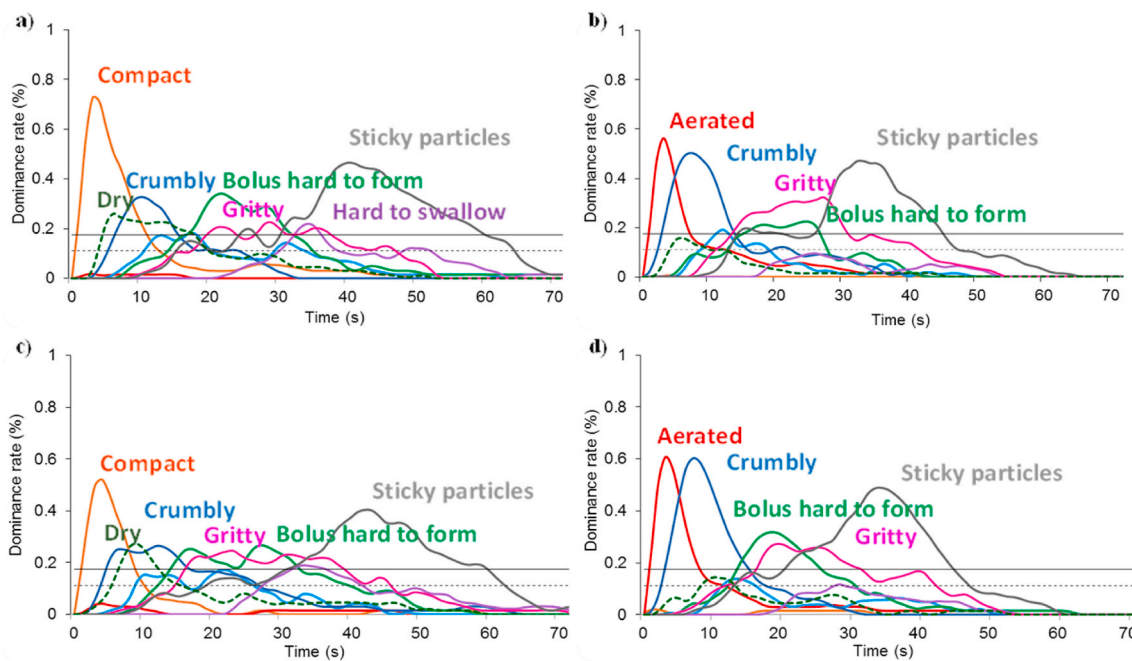 a)
Dominance rate (%)
1
0.8
0.6
0.4
0.2
0
Compact
Sticky particles
Crumbly
Bolus hard to form
Dry
Gritty
Hard to swallow
0 10 20 30 40 50 60 70
Time (s)
b)
Dominance rate (%)
1
0.8
0.6
0.4
0.2
0
Aerated
Sticky particles
Crumbly
Gritty
Bolus hard to form
0 10 20 30 40 50 60 70
Time (s)
c)
Dominance rate (%)
1
0.8
0.6
0.4
0.2
0
Compact
Sticky particles
Crumbly
Dry
Gritty
Bolus hard to form
0 10 20 30 40 50 60 70
Time (s)
d)
Dominance rate (%)
1
0.8
0.6
0.4
0.2
0
Aerated
Crumbly
Sticky particles
Bolus hard to form
Gritty
0 10 20 30 40 50 60 70
Time (s)